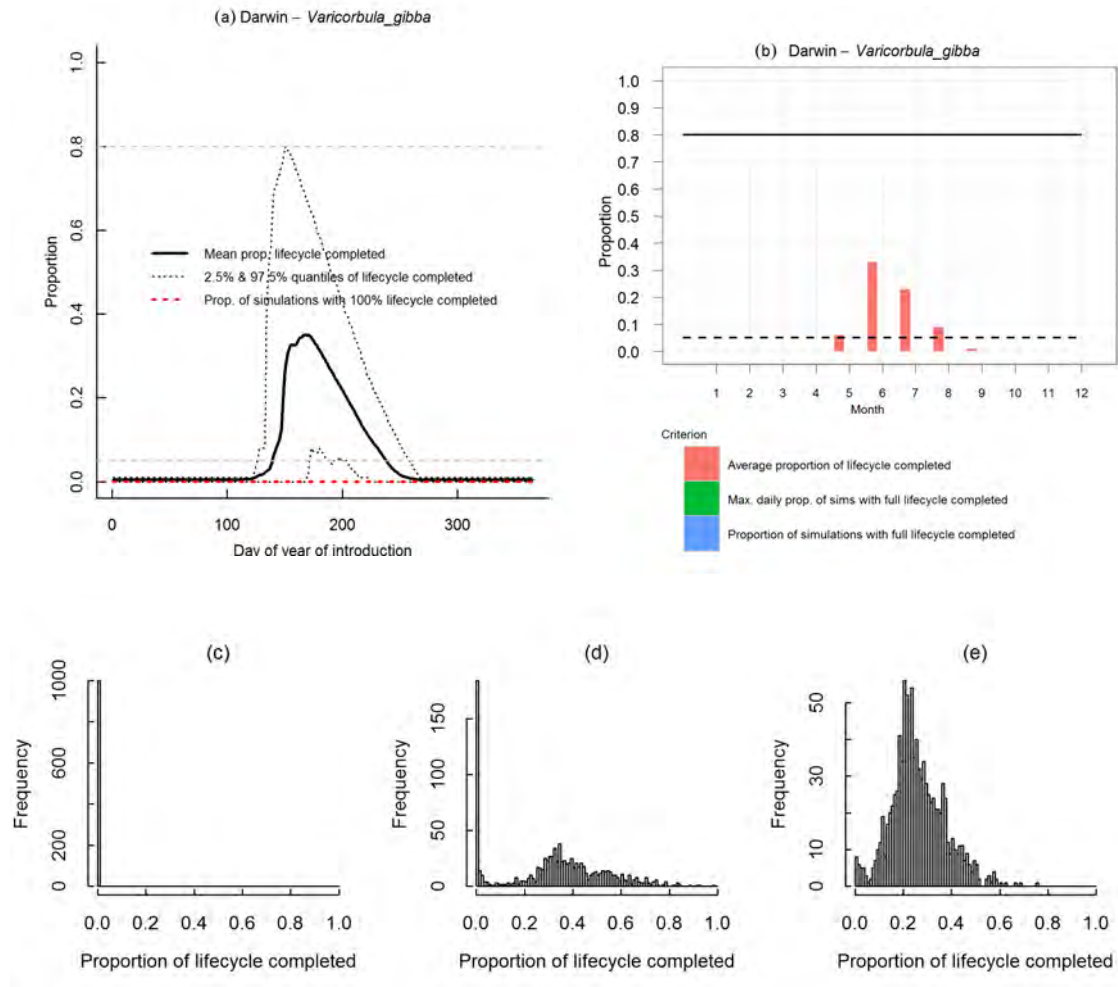 (a) Darwin – Varicorbula_gibba
Proportion
1.0
0.8
0.6
0.4
0.2
0.0
Mean prop. lifecycle completed
2.5% & 97.5% quantiles of lifecycle completed
Prop. of simulations with 100% lifecycle completed
0 100 200 300
Day of year of introduction
(b) Darwin – Varicorbula_gibba
Proportion
1.0
0.9
0.8
0.7
0.6
0.5
0.4
0.3
0.2
0.1
0.0
1 2 3 4 5 6 7 8 9 10 11 12
Month
Criterion
Average proportion of lifecycle completed
Max. daily prop. of sims with full lifecycle completed
Proportion of simulations with full lifecycle completed
(c)
Frequency
1000
600
200
0
0.0 0.2 0.4 0.6 0.8 1.0
Proportion of lifecycle completed
(d)
Frequency
150
100
50
0
0.0 0.2 0.4 0.6 0.8 1.0
Proportion of lifecycle completed
(e)
Frequency
50
30
10
0
0.0 0.2 0.4 0.6 0.8 1.0
Proportion of lifecycle completed